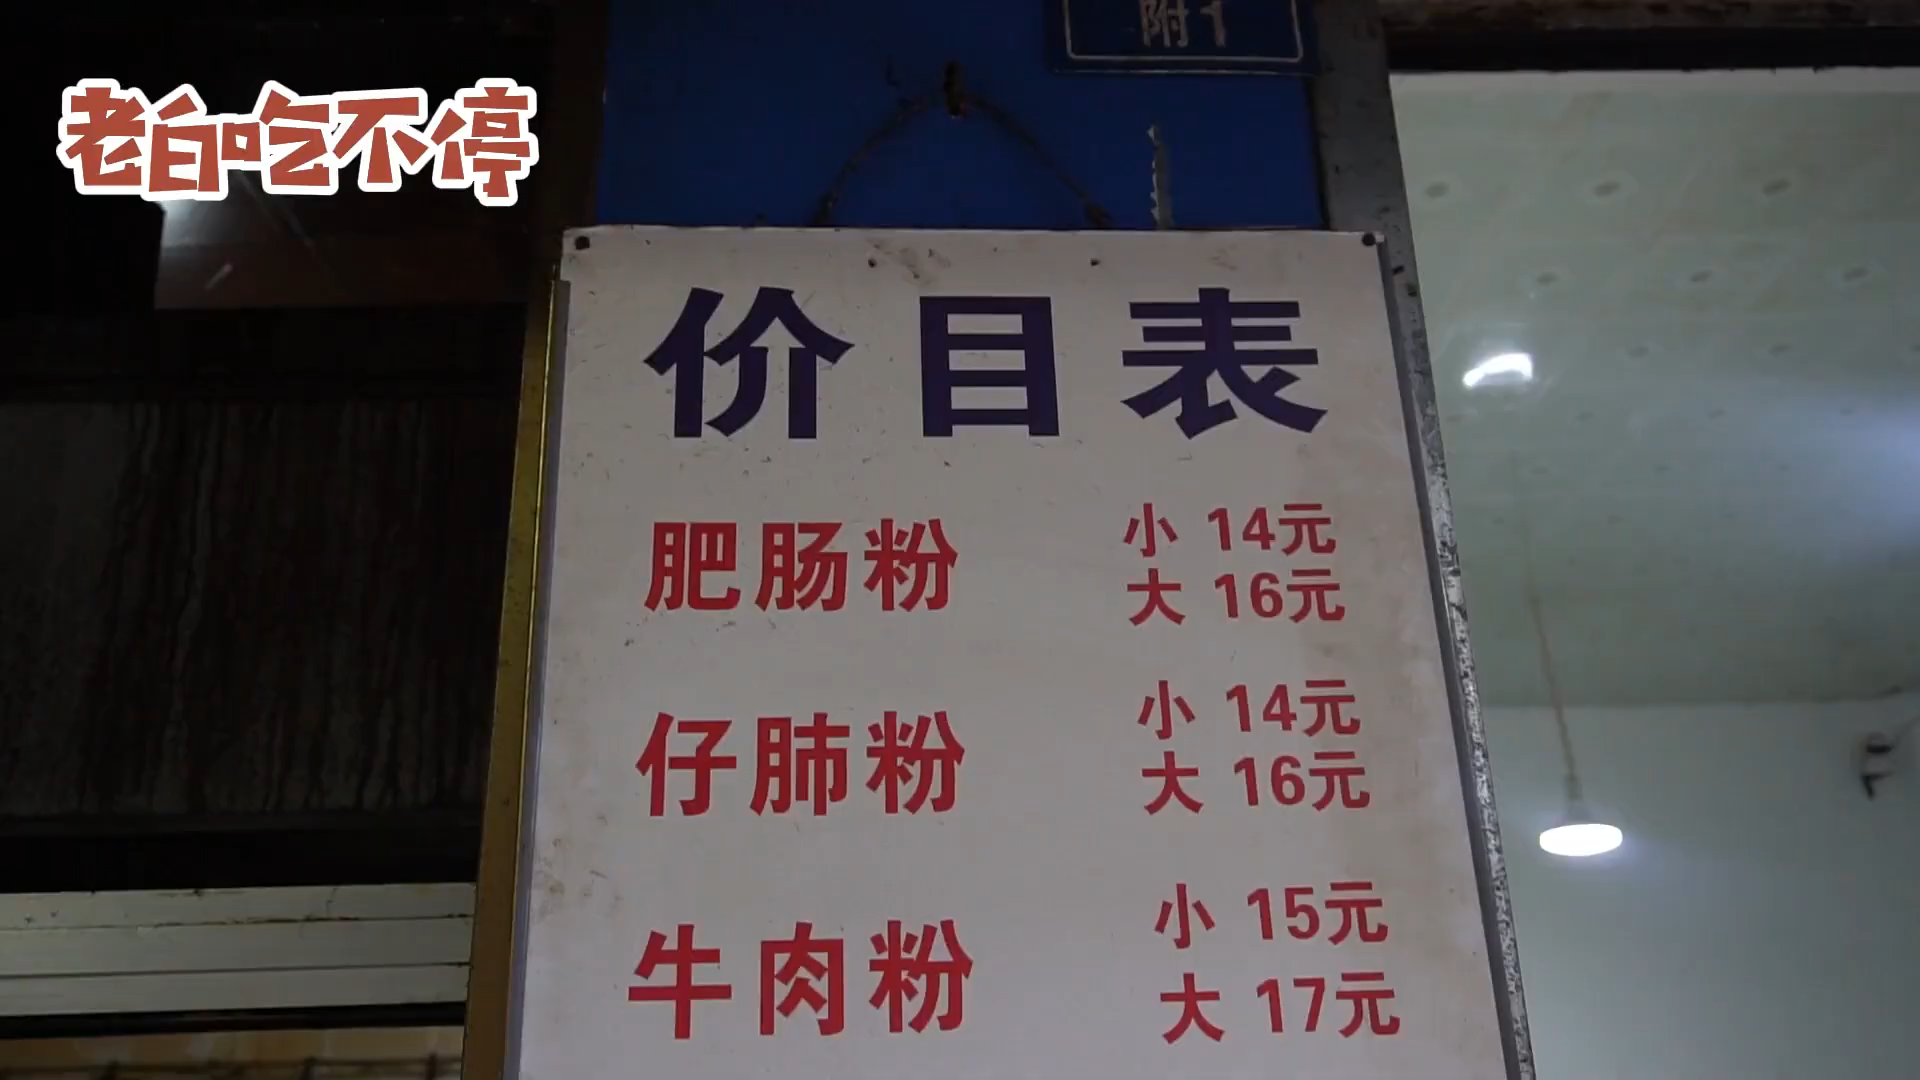 附1
老白吃不停
价目表
肥肠粉 小 14元
大 16元
仔肺粉 小 14元
大 16元
牛肉粉 小 15元
大 17元